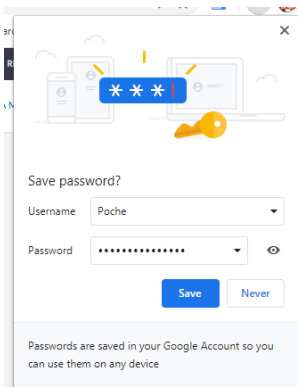 ***
Save password?
Username Poche
Password •••••••••••••••
Save Never
Passwords are saved in your Google Account so you
can use them on any device